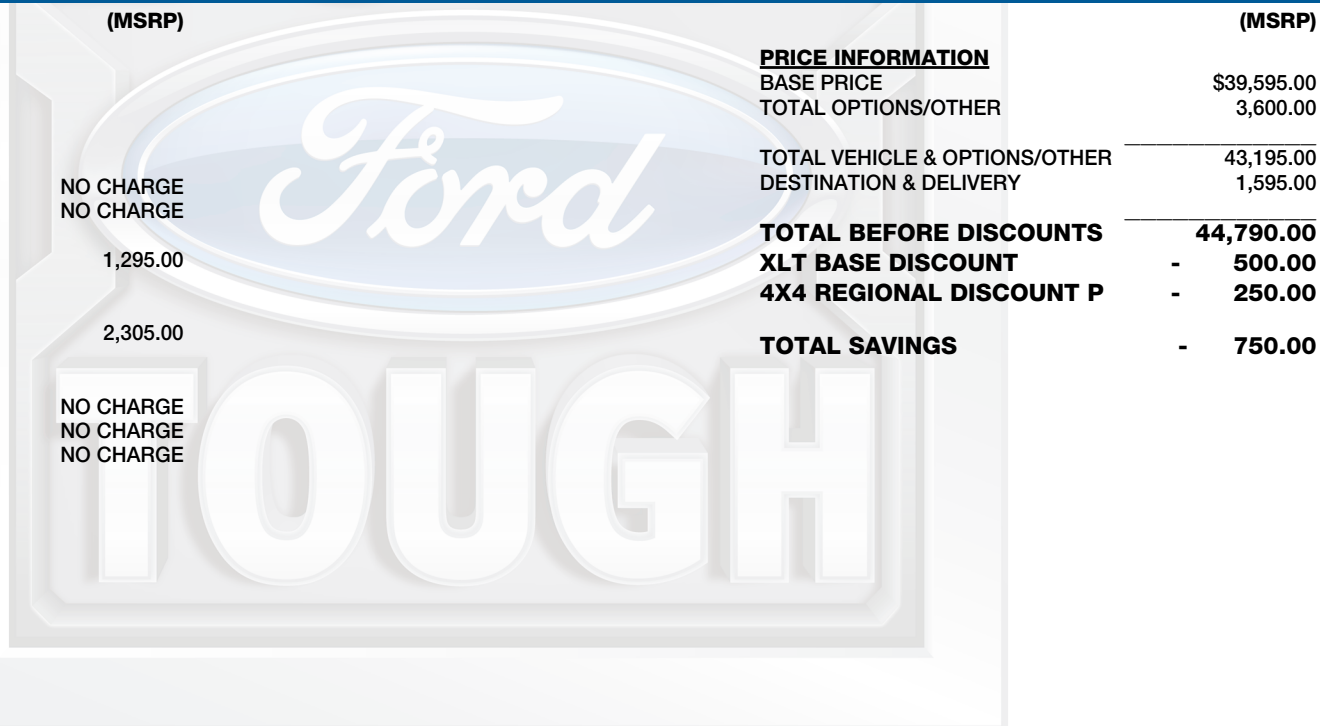 (MSRP)
NO CHARGE
NO CHARGE
1,295.00
2,305.00
NO CHARGE
NO CHARGE
NO CHARGE
Ford
TOUGH
(MSRP)
PRICE INFORMATION
BASE PRICE $39,595.00
TOTAL OPTIONS/OTHER 3,600.00
TOTAL VEHICLE & OPTIONS/OTHER 43,195.00
DESTINATION & DELIVERY 1,595.00
TOTAL BEFORE DISCOUNTS 44,790.00
XLT BASE DISCOUNT - 500.00
4X4 REGIONAL DISCOUNT P - 250.00
TOTAL SAVINGS - 750.00